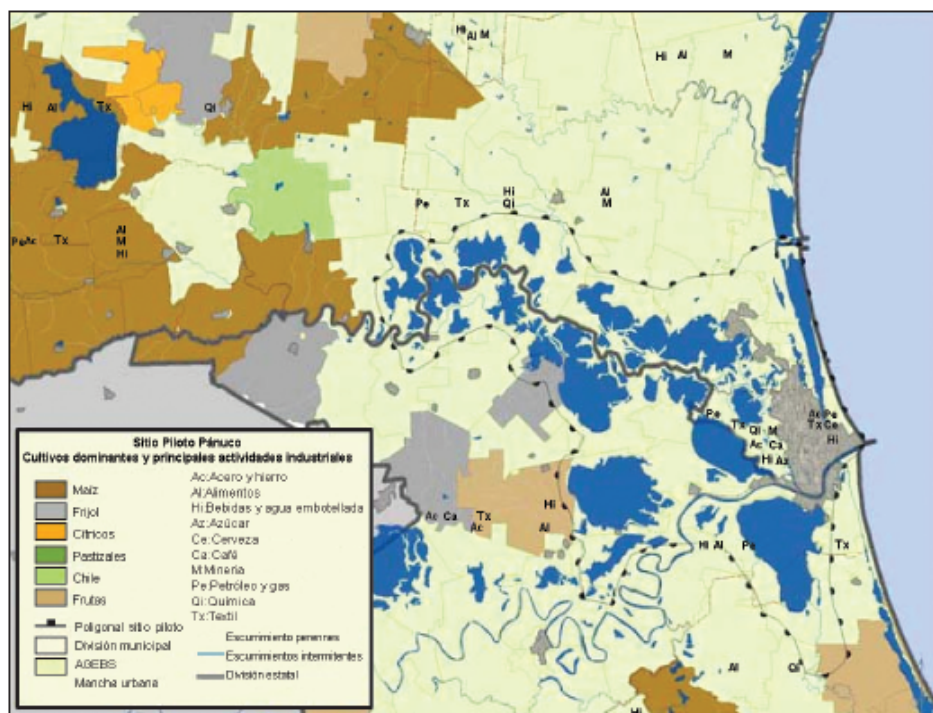 Hi Al M
Hi Al M
Hi Al Tx Qi
Pe Tx Hi Qi Al M
Pe Ac Tx Al M Hi
Pe Tx Qi M Ac Ca Hi Az
Ac Pe Tx Ce Hi
Ac Ca Tx Ac Hi Al
Hi Al Pe Tx
Al Qi
Hi Hi
Sitio Piloto Pánuco
Cultivos dominantes y principales actividades industriales
Maíz
Frijol
Cítricos
Pastizales
Chile
Frutas
Poligonal sitio piloto
División municipal
AGEBS
Mancha urbana
Ac:Acero y hierro
Al:Alimentos
Hi:Bebidas y agua embotellada
Az:Azúcar
Ce:Cerveza
Ca:Café
M:Minería
Pe:Petróleo y gas
Qi:Química
Tx:Textil
Escurrimiento perennes
Escurrimientos intermitentes
División estatal